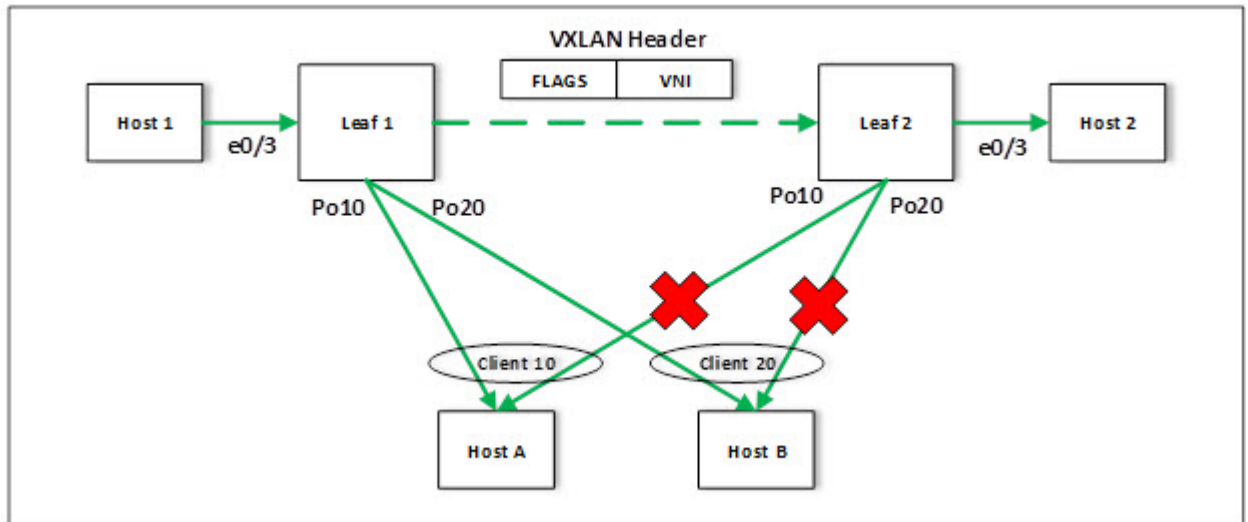 VXLAN Header
FLAGS VNI
Host 1 Leaf 1 Leaf 2 Host 2
e0/3 e0/3
Po10 Po20 Po10 Po20
Client 10 Client 20
Host A Host B